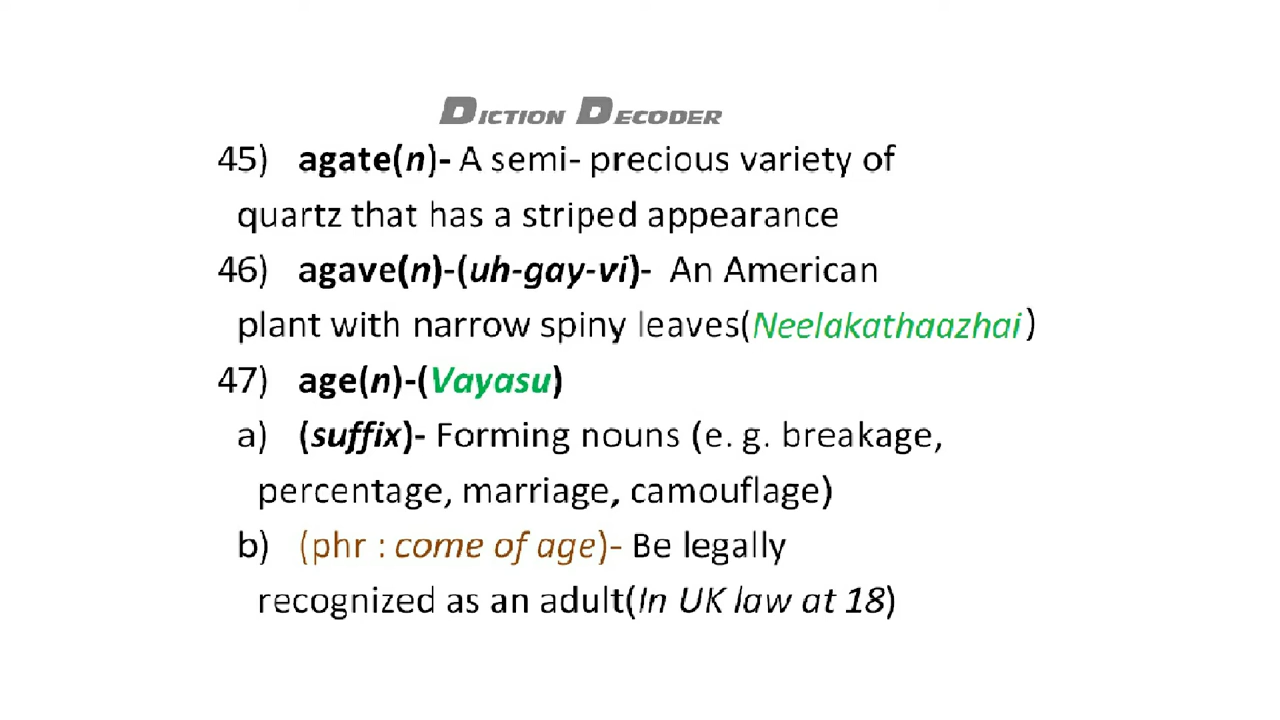 DICTION DECODER
45) agate(n)- A semi- precious variety of
quartz that has a striped appearance
46) agave(n)-(uh-gay-vi)- An American
plant with narrow spiny leaves(Neelakathaazhai)
47) age(n)-(Vayasu)
a) (suffix)- Forming nouns (e. g. breakage,
percentage, marriage, camouflage)
b) (phr : come of age)- Be legally
recognized as an adult(In UK law at 18)